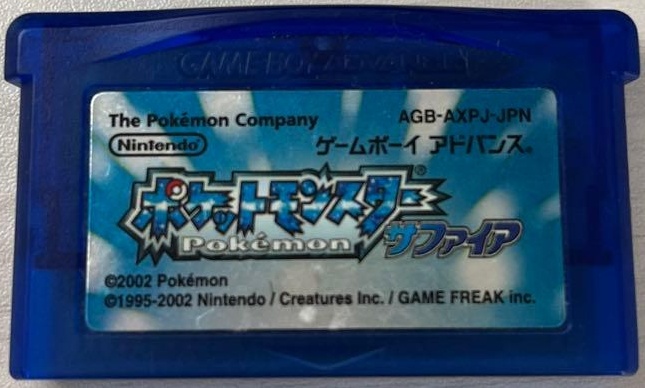 GAME BOY ADVANCE
The Pokémon Company
AGB-AXPJ-JPN
Nintendo®
ゲームボーイ アドバンス®
ポケットモンスター®
Pokémon
サファイア
©2002 Pokémon
©1995-2002 Nintendo / Creatures Inc. / GAME FREAK inc.